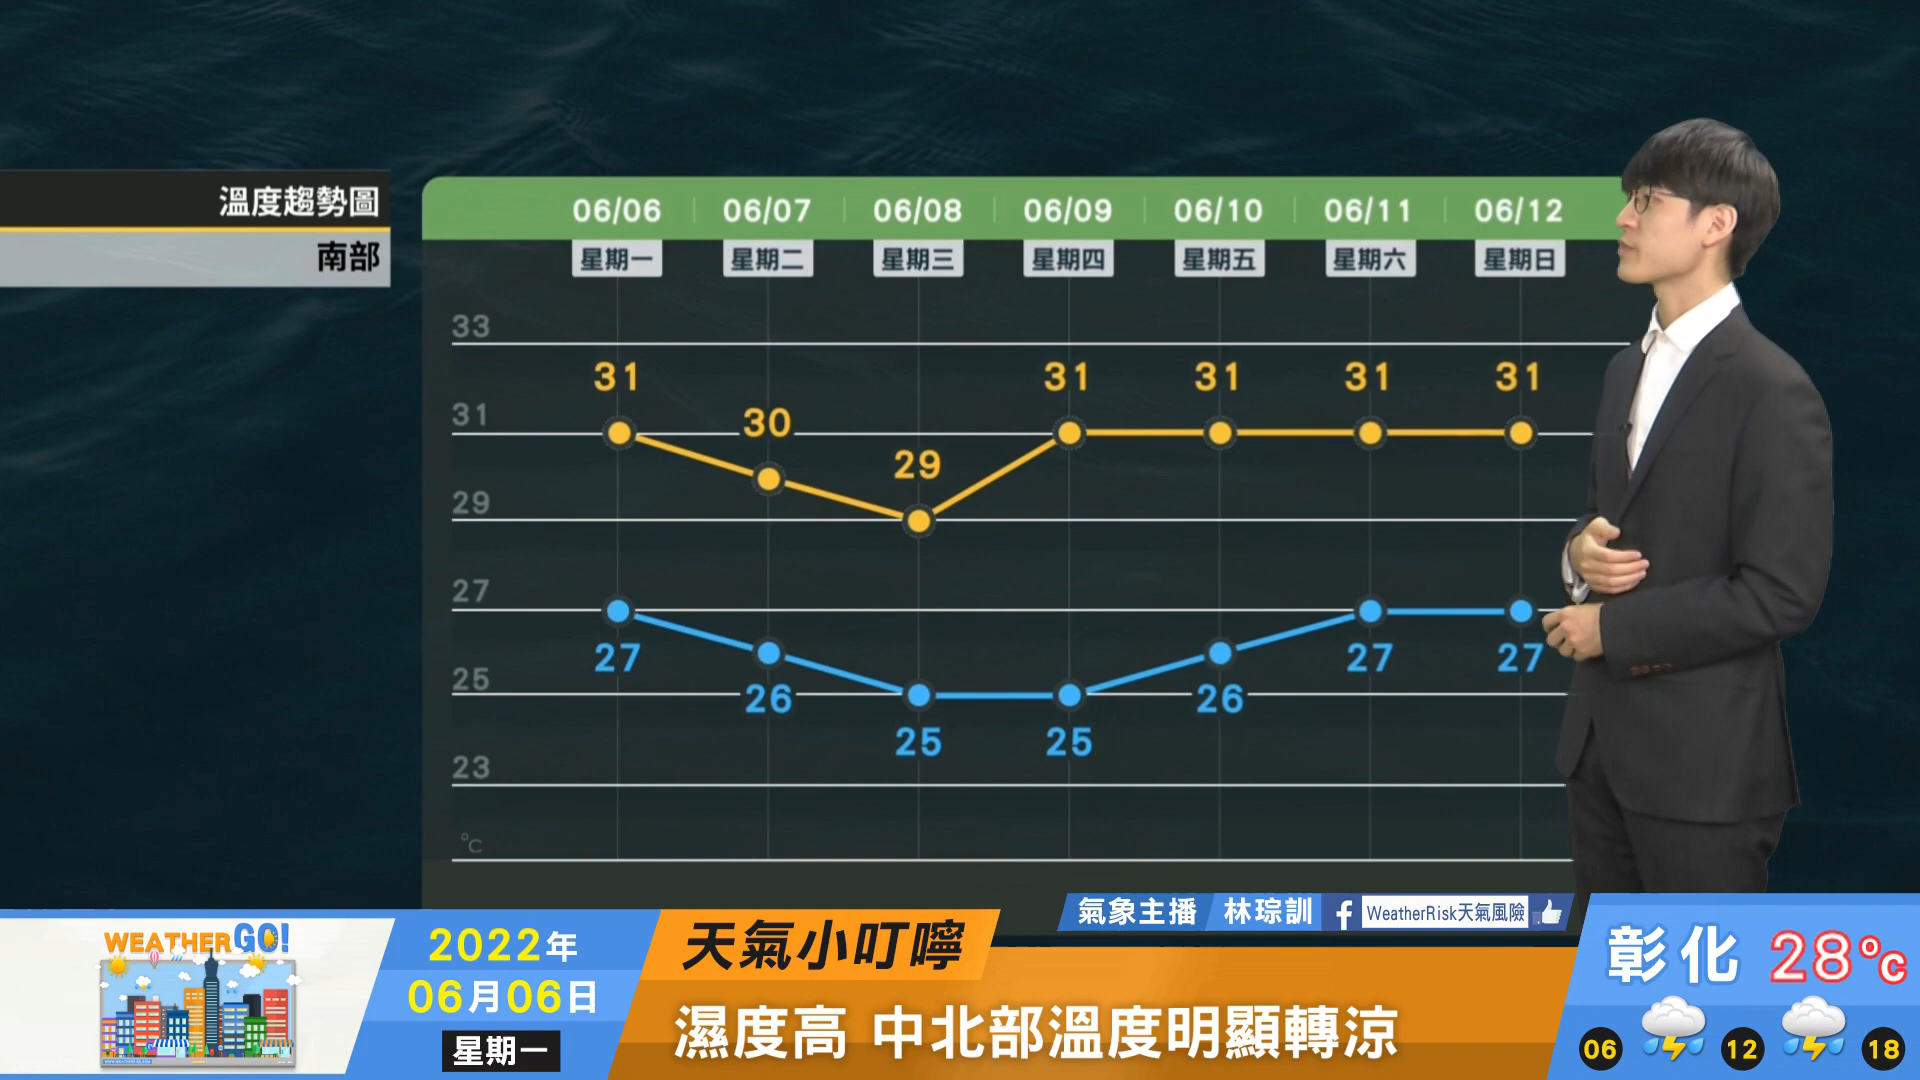 溫度趨勢圖
南部
06/06 06/07 06/08 06/09 06/10 06/11 06/12
星期一 星期二 星期三 星期四 星期五 星期六 星期日
33
31 31 31 31 31
31
30
29
29
27
27 27 27
26 26
25
25 25
23
°C
氣象主播 林琮訓 f WeatherRisk天氣風險
WEATHER GO!
2022年
06月06日
星期一
天氣小叮嚀
濕度高 中北部溫度明顯轉涼
彰化 28°C
06 12 18